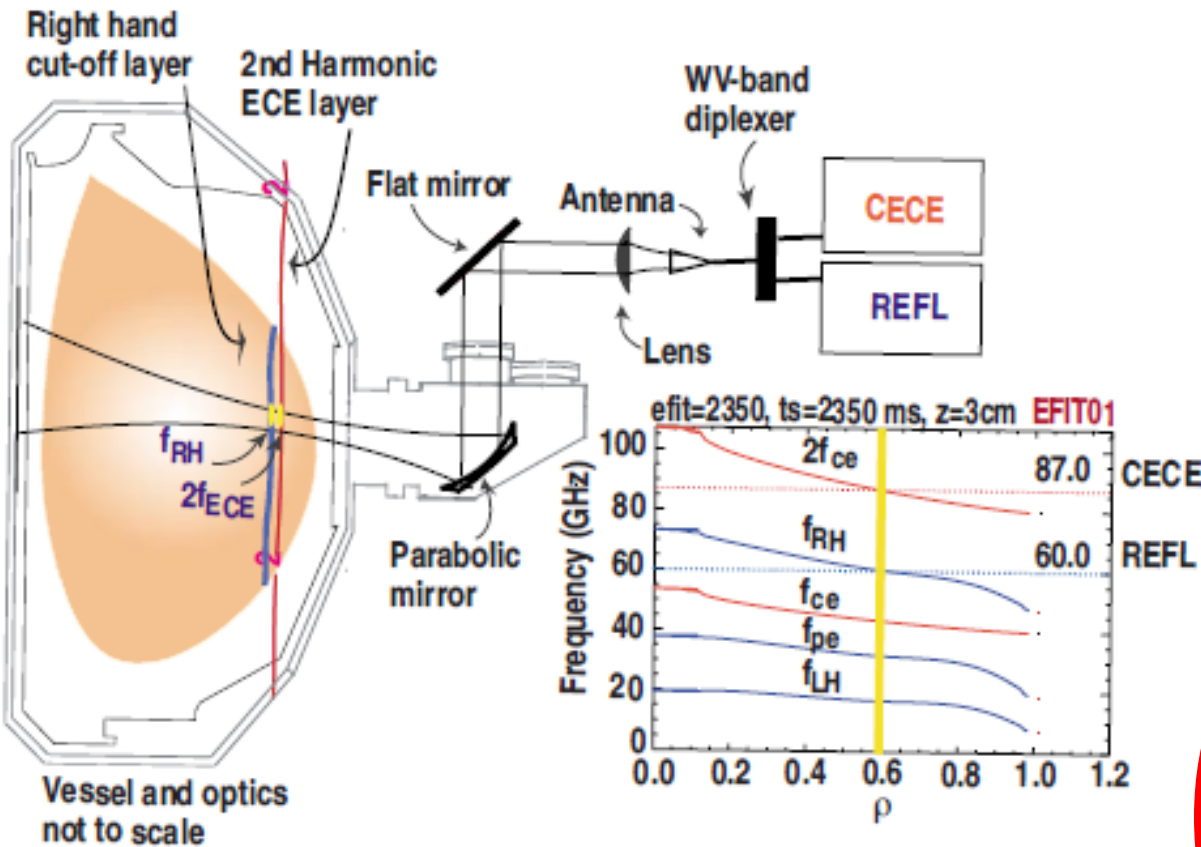 Right hand
cut-off layer
2nd Harmonic
ECE layer
WV-band
diplexer
Flat mirror
Antenna
CECE
REFL
Lens
2
f_RH
2f_ECE
2
Parabolic
mirror
Vessel and optics
not to scale
efit=2350, ts=2350 ms, z=3cm EFIT01
Frequency (GHz)
100
80
60
40
20
0
2f_ce
87.0 CECE
f_RH
60.0 REFL
f_ce
f_pe
f_LH
0.0 0.2 0.4 0.6 0.8 1.0 1.2
ρ